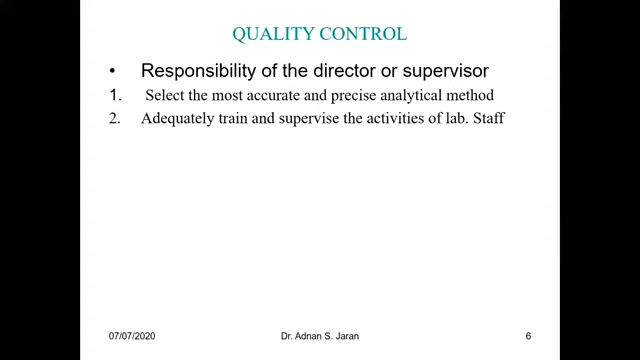 QUALITY CONTROL
• Responsibility of the director or supervisor
1. Select the most accurate and precise analytical method
2. Adequately train and supervise the activities of lab. Staff
07/07/2020 Dr. Adnan S. Jaran 6